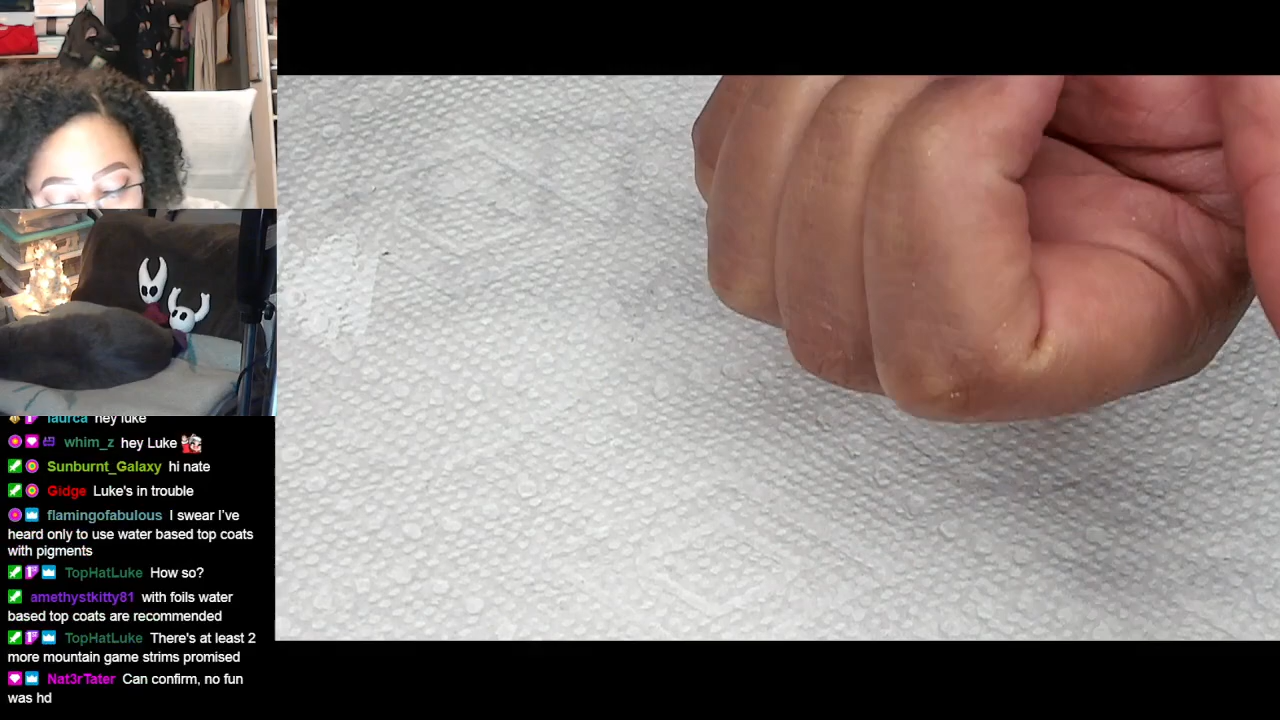 laurca hey luke
whim_z hey Luke
Sunburnt_Galaxy hi nate
Gidge Luke's in trouble
flamingofabulous I swear I've
heard only to use water based top coats
with pigments
TopHatLuke How so?
amethystkitty81 with foils water
based top coats are recommended
TopHatLuke There's at least 2
more mountain game strims promised
Nat3rTater Can confirm, no fun
was hd